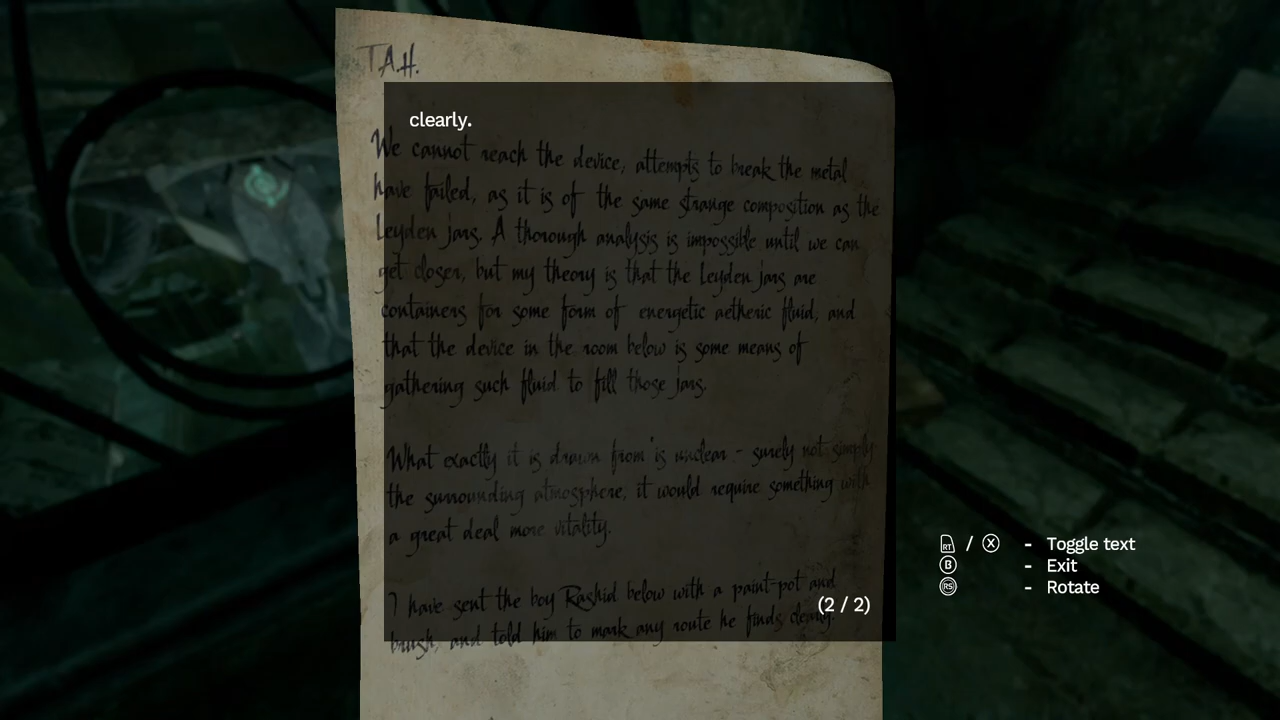 T.A.H.
clearly.
We cannot reach the device, attempts to break the metal
have failed, as it is of the same strange composition as the
Leyden jars. A thorough analysis is impossible until we can
get closer, but my theory is that the Leyden jars are
containers for some form of energetic aetheric fluid, and
that the device in the room below is some means of
gathering such fluid to fill those jars.
What exactly it is drawn from is unclear - surely not simply
the surrounding atmosphere, it would require something with
a great deal more vitality.
I have sent the boy Rashid below with a paint-pot and
brush, and told him to mark any route he finds clearly.
(2 / 2)
RT / X - Toggle text
B - Exit
RS - Rotate